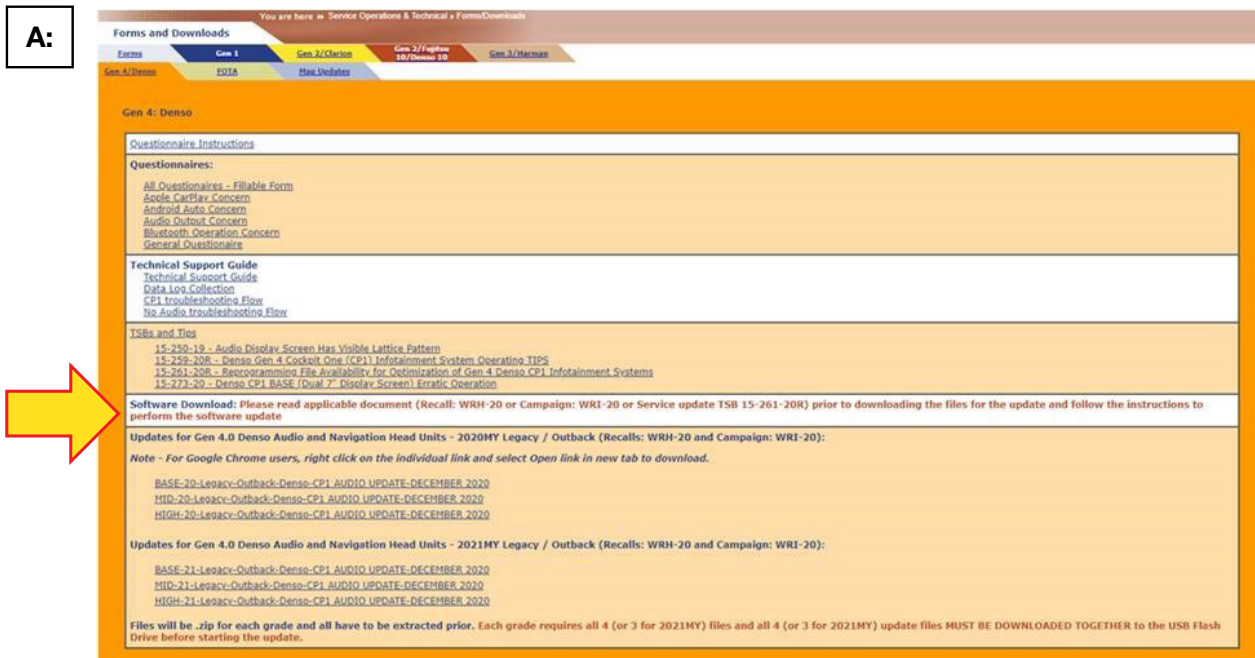 A:
You are here » Service Operations & Technical » Forms/Downloads
Forms and Downloads
Forms
Gen 1
Gen 2/Clarion
Gen 2/Fujitsu
10/Denso 10
Gen 3/Harman
Gen 4/Denso
FOTA
Map Updates
Gen 4: Denso
Questionnaire Instructions
Questionnaires:
All Questionaires - Fillable Form
Apple CarPlay Concern
Android Auto Concern
Audio Output Concern
Bluetooth Operation Concern
General Questionaire
Technical Support Guide
Technical Support Guide
Data Log Collection
CP1 troubleshooting Flow
No Audio troubleshooting Flow
TSBs and Tips
15-250-19 - Audio Display Screen Has Visible Lattice Pattern
15-259-20R - Denso Gen 4 Cockpit One (CP1) Infotainment System Operating TIPS
15-261-20R - Reprogramming File Availability for Optimization of Gen 4 Denso CP1 Infotainment Systems
15-273-20 - Denso CP1 BASE (Dual 7" Display Screen) Erratic Operation
Software Download: Please read applicable document (Recall: WRH-20 or Campaign: WRI-20 or Service update TSB 15-261-20R) prior to downloading the files for the update and follow the instructions to
perform the software update
Updates for Gen 4.0 Denso Audio and Navigation Head Units - 2020MY Legacy / Outback (Recalls: WRH-20 and Campaign: WRI-20):
Note - For Google Chrome users, right click on the individual link and select Open link in new tab to download.
BASE-20-Legacy-Outback-Denso-CP1 AUDIO UPDATE-DECEMBER 2020
MID-20-Legacy-Outback-Denso-CP1 AUDIO UPDATE-DECEMBER 2020
HIGH-20-Legacy-Outback-Denso-CP1 AUDIO UPDATE-DECEMBER 2020
Updates for Gen 4.0 Denso Audio and Navigation Head Units - 2021MY Legacy / Outback (Recalls: WRH-20 and Campaign: WRI-20):
BASE-21-Legacy-Outback-Denso-CP1 AUDIO UPDATE-DECEMBER 2020
MID-21-Legacy-Outback-Denso-CP1 AUDIO UPDATE-DECEMBER 2020
HIGH-21-Legacy-Outback-Denso-CP1 AUDIO UPDATE-DECEMBER 2020
Files will be .zip for each grade and all have to be extracted prior. Each grade requires all 4 (or 3 for 2021MY) files and all 4 (or 3 for 2021MY) update files MUST BE DOWNLOADED TOGETHER to the USB Flash
Drive before starting the update.